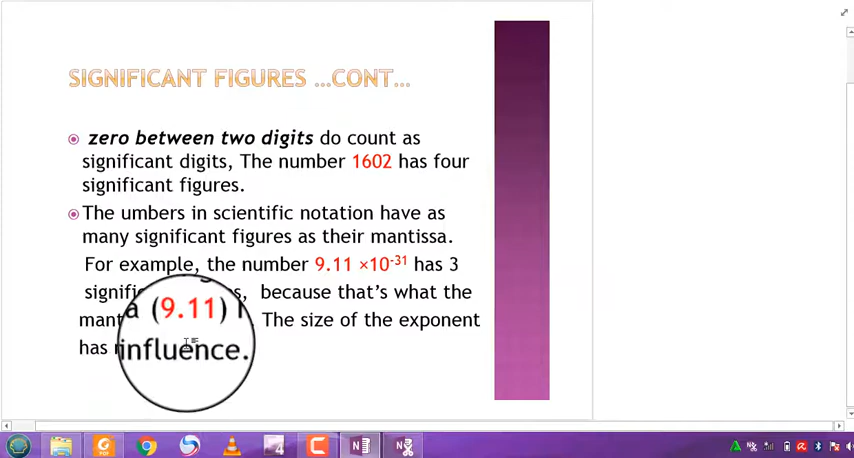 SIGNIFICANT FIGURES ...CONT...
zero between two digits do count as
significant digits, The number 1602 has four
significant figures.
The umbers in scientific notation have as
many significant figures as their mantissa.
For example, the number 9.11 ×10-31 has 3
because that's what the
(9.11) The size of the exponent
has influence.